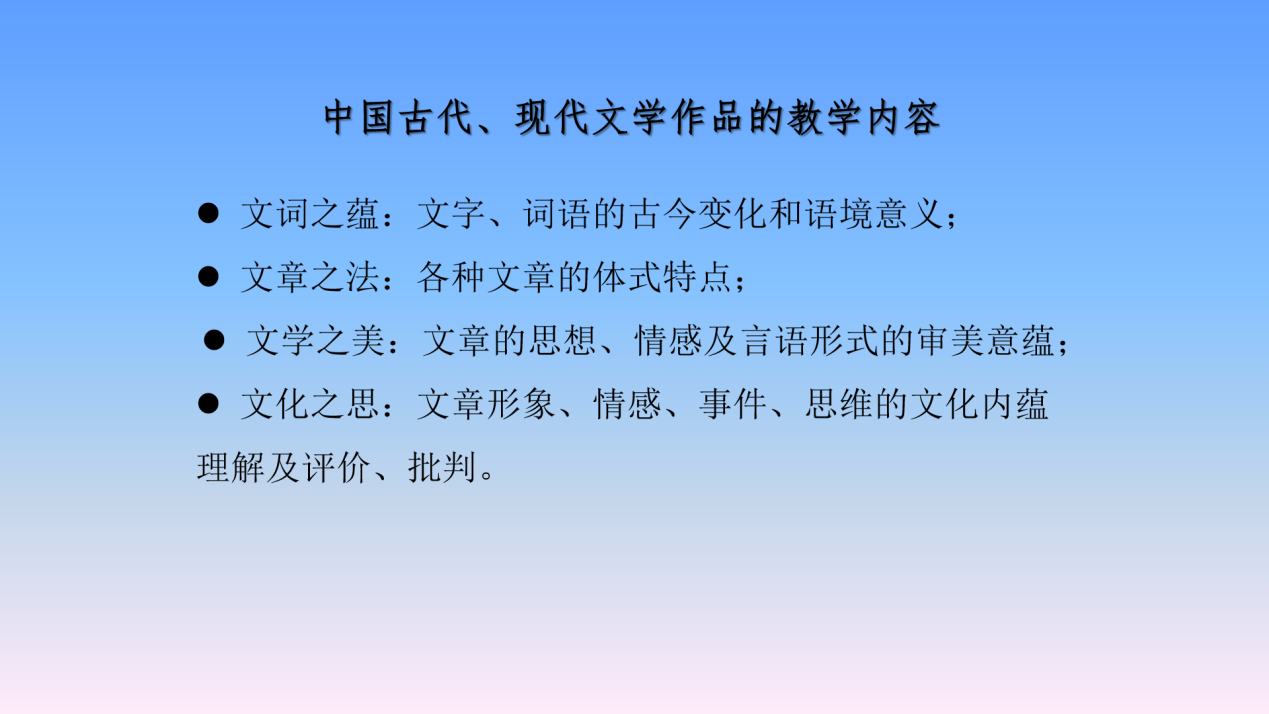 中国古代、现代文学作品的教学内容
● 文词之蕴：文字、词语的古今变化和语境意义；
● 文章之法：各种文章的体式特点；
● 文学之美：文章的思想、情感及言语形式的审美意蕴；
● 文化之思：文章形象、情感、事件、思维的文化内蕴
理解及评价、批判。